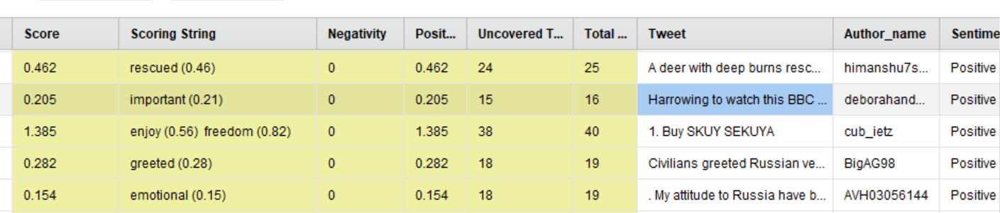 Score Scoring String Negativity Posit... Uncovered T... Total ... Tweet Author_name Sentime
0.462 rescued (0.46) 0 0.462 24 25 A deer with deep burns resc... himanshu7s... Positive
0.205 important (0.21) 0 0.205 15 16 Harrowing to watch this BBC ... deborahand... Positive
1.385 enjoy (0.56) freedom (0.82) 0 1.385 38 40 1. Buy SKUY SEKUYA cub_ietz Positive
0.282 greeted (0.28) 0 0.282 18 19 Civilians greeted Russian ve... BigAG98 Positive
0.154 emotional (0.15) 0 0.154 18 19 . My attitude to Russia have b... AVH03056144 Positive